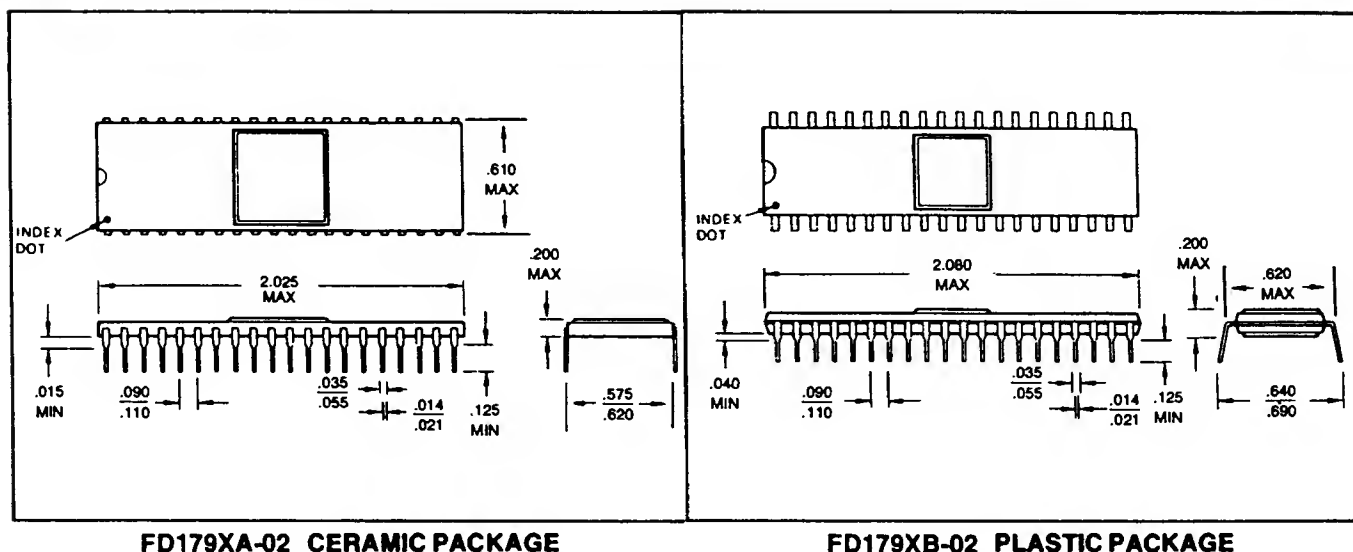 .610
MAX
INDEX
DOT
2.025
MAX
.200
MAX
.015
MIN
.090
.110
.035
.055
.014
.021
.125
MIN
.575
.620
FD179XA-02 CERAMIC PACKAGE
INDEX
DOT
2.080
MAX
.200
MAX
.620
MAX
.040
MIN
.090
.110
.035
.055
.014
.021
.125
MIN
.640
.690
FD179XB-02 PLASTIC PACKAGE